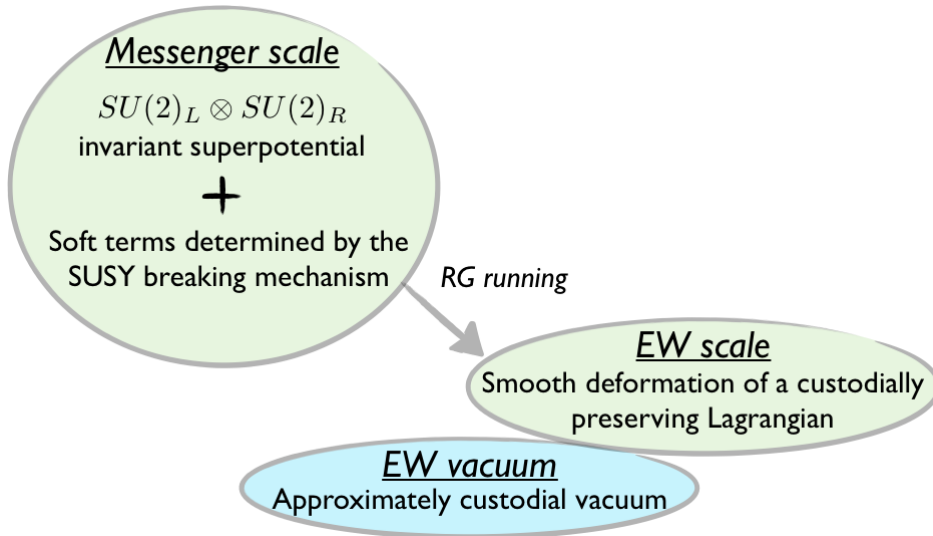 Messenger scale
SU(2)_L ⊗ SU(2)_R
invariant superpotential
+
Soft terms determined by the
SUSY breaking mechanism
RG running
EW scale
Smooth deformation of a custodially
preserving Lagrangian
EW vacuum
Approximately custodial vacuum